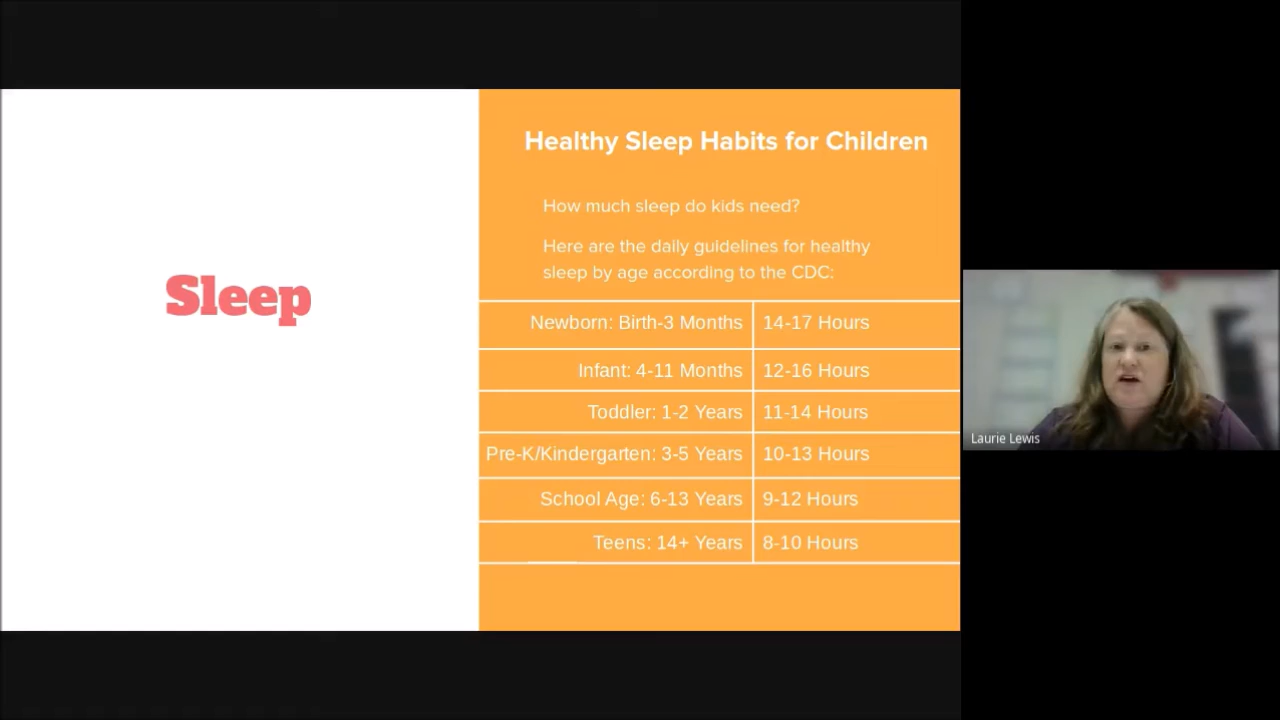 Sleep
Healthy Sleep Habits for Children
How much sleep do kids need?
Here are the daily guidelines for healthy
sleep by age according to the CDC:
Newborn: Birth-3 Months 14-17 Hours
Infant: 4-11 Months 12-16 Hours
Toddler: 1-2 Years 11-14 Hours
Pre-K/Kindergarten: 3-5 Years 10-13 Hours
School Age: 6-13 Years 9-12 Hours
Teens: 14+ Years 8-10 Hours
Laurie Lewis